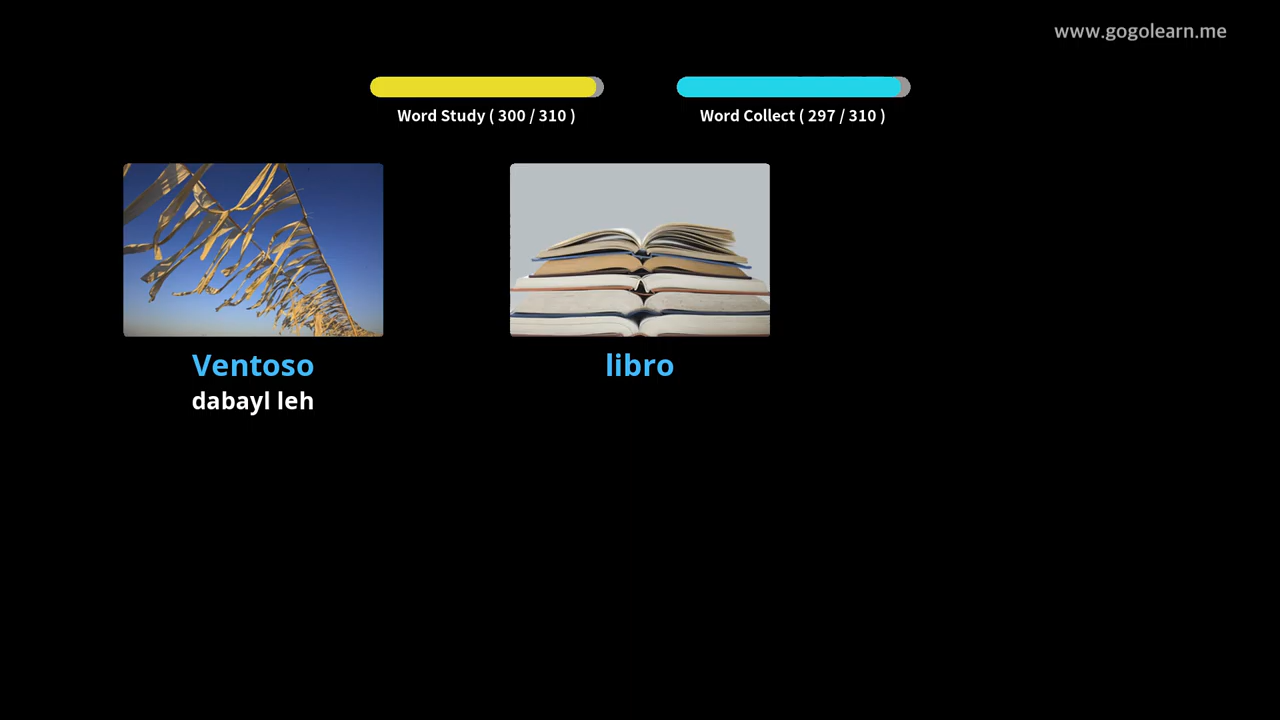 www.gogolearn.me
Word Study ( 300 / 310 )
Word Collect ( 297 / 310 )
Ventoso
dabayl leh
libro